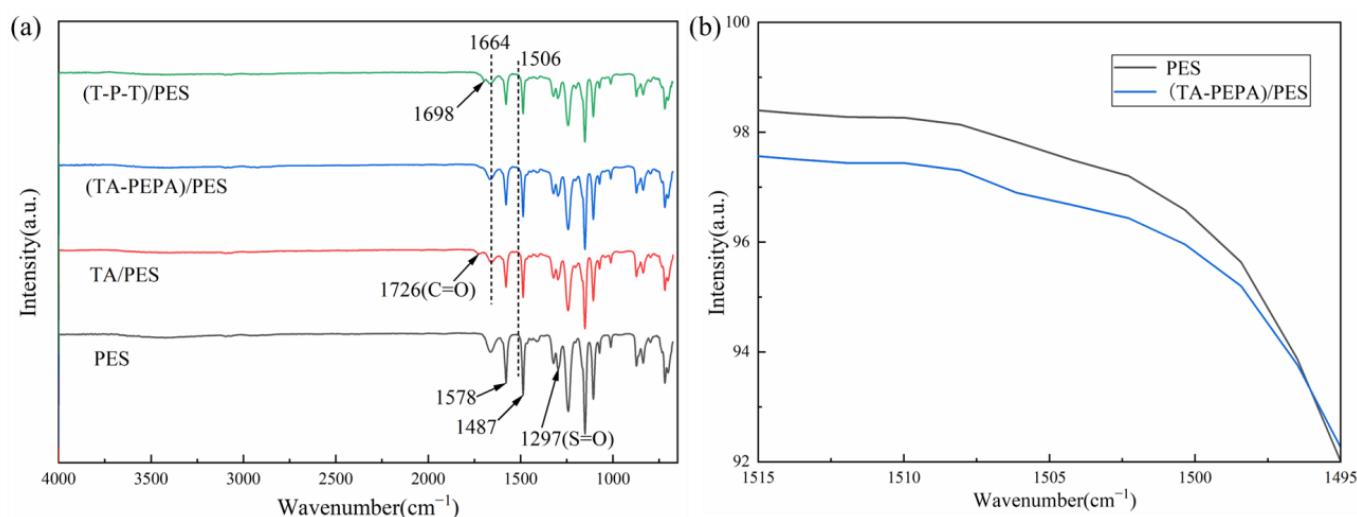 (a)
1664
1506
(T-P-T)/PES
1698
(TA-PEPA)/PES
TA/PES
1726(C=O)
PES
1578
1487
1297(S=O)
Intensity(a.u.)
4000 3500 3000 2500 2000 1500 1000
Wavenumber(cm⁻¹)
(b)
100
98
96
94
92
PES
(TA-PEPA)/PES
Intensity(a.u.)
1515 1510 1505 1500 1495
Wavenumber(cm⁻¹)